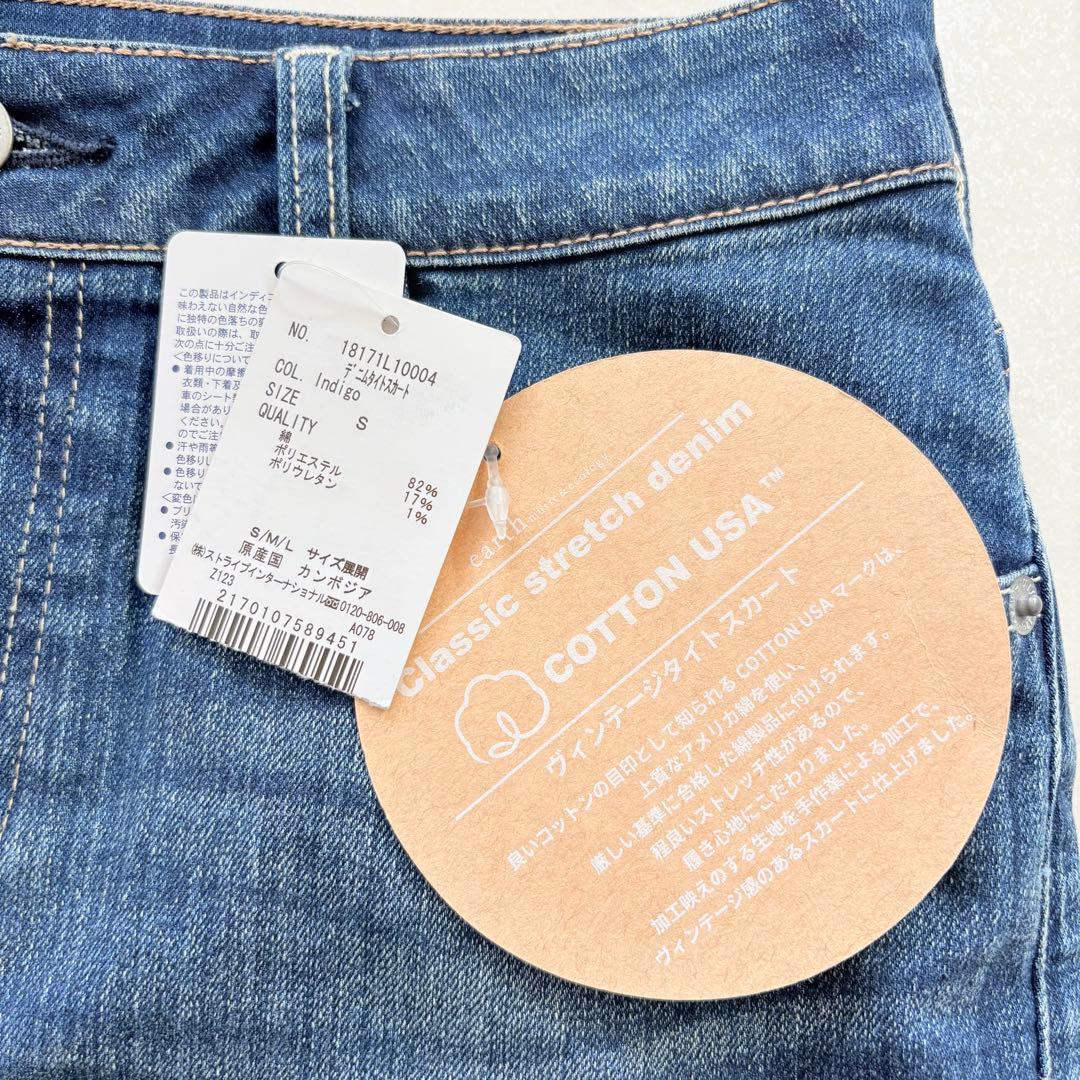 この製品はインディ
味わえない自然な色
に独特の色落ちの
取扱いの際は、取
次の点に十分ご注
<色移りについて
● 着用中の摩擦
衣類・下着及
車のシート
場合があり
ください。
のでご注
● 汗や雨等
色移りし
● 色移り
ないで
<変色
● ブリ
汚
● 保
長
NO. 18171L10004
デニムタイトスカート
COL. Indigo
SIZE S
QUALITY
綿 82%
ポリエステル 17%
ポリウレタン 1%
S/M/L サイズ展開
原産国 カンボジア
(株)ストライプインターナショナル 0120-806-008
Z123 A078
2170107589451
earth music & ecology
Classic stretch denim
COTTON USA™
ヴィンテージタイトスカート
良いコットンの目印として知られる COTTON USA マークは、
上質なアメリカ綿を使い、
厳しい基準に合格した綿製品に付けられます。
程良いストレッチ性があるので、
履き心地にこだわりました。
加工映えのする生地を手作業による加工で、
ヴィンテージ感のあるスカートに仕上げました。